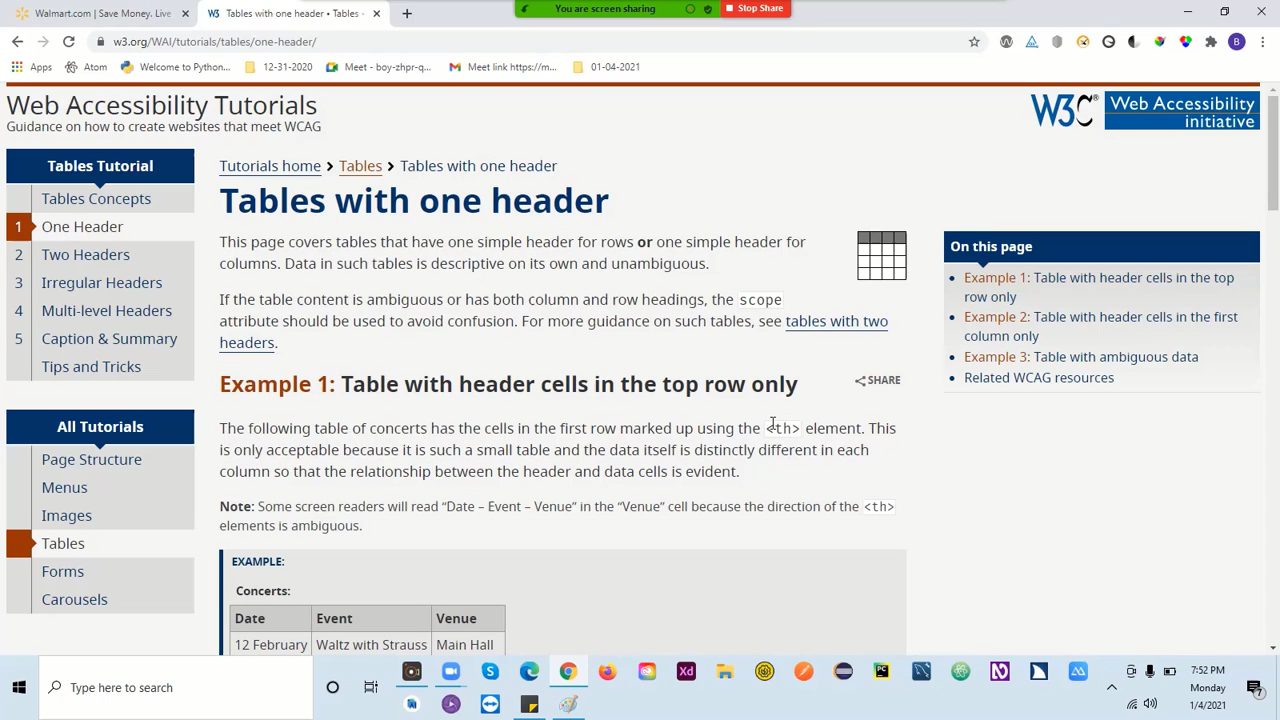 Walmart.com | Save Money. Live
Tables with one header • Tables •
You are screen sharing
Stop Share
w3.org/WAI/tutorials/tables/one-header/
B
Apps
Atom
Welcome to Python...
12-31-2020
Meet - boy-zhpr-q...
Meet link https://m...
01-04-2021
Web Accessibility Tutorials
Guidance on how to create websites that meet WCAG
W3C®
Web Accessibility
initiative
Tables Tutorial
Tables Concepts
1 One Header
2 Two Headers
3 Irregular Headers
4 Multi-level Headers
5 Caption & Summary
Tips and Tricks
All Tutorials
Page Structure
Menus
Images
Tables
Forms
Carousels
Tutorials home > Tables > Tables with one header
Tables with one header
This page covers tables that have one simple header for rows or one simple header for
columns. Data in such tables is descriptive on its own and unambiguous.
If the table content is ambiguous or has both column and row headings, the scope
attribute should be used to avoid confusion. For more guidance on such tables, see tables with two
headers.
Example 1: Table with header cells in the top row only
SHARE
The following table of concerts has the cells in the first row marked up using the <th> element. This
is only acceptable because it is such a small table and the data itself is distinctly different in each
column so that the relationship between the header and data cells is evident.
Note: Some screen readers will read “Date – Event – Venue” in the “Venue“ cell because the direction of the <th>
elements is ambiguous.
EXAMPLE:
Concerts:
Date Event Venue
12 February Waltz with Strauss Main Hall
On this page
Example 1: Table with header cells in the top
row only
Example 2: Table with header cells in the first
column only
Example 3: Table with ambiguous data
Related WCAG resources
Type here to search
Xd
PC
7:52 PM
Monday
1/4/2021
7